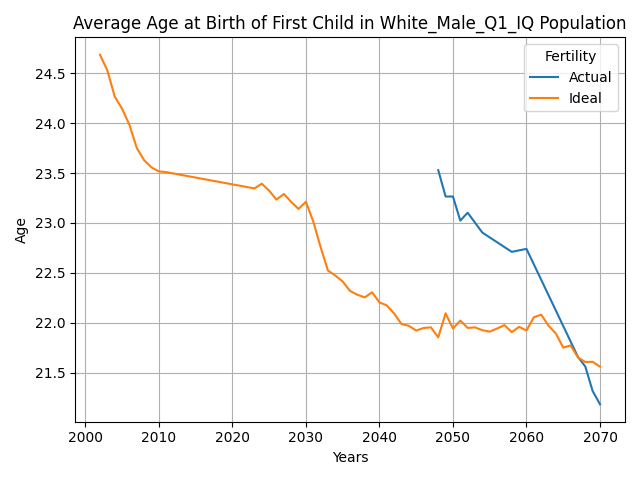 Average Age at Birth of First Child in White_Male_Q1_IQ Population
Fertility
Actual
Ideal
24.5
24.0
23.5
23.0
22.5
22.0
21.5
Age
2000 2010 2020 2030 2040 2050 2060 2070
Years